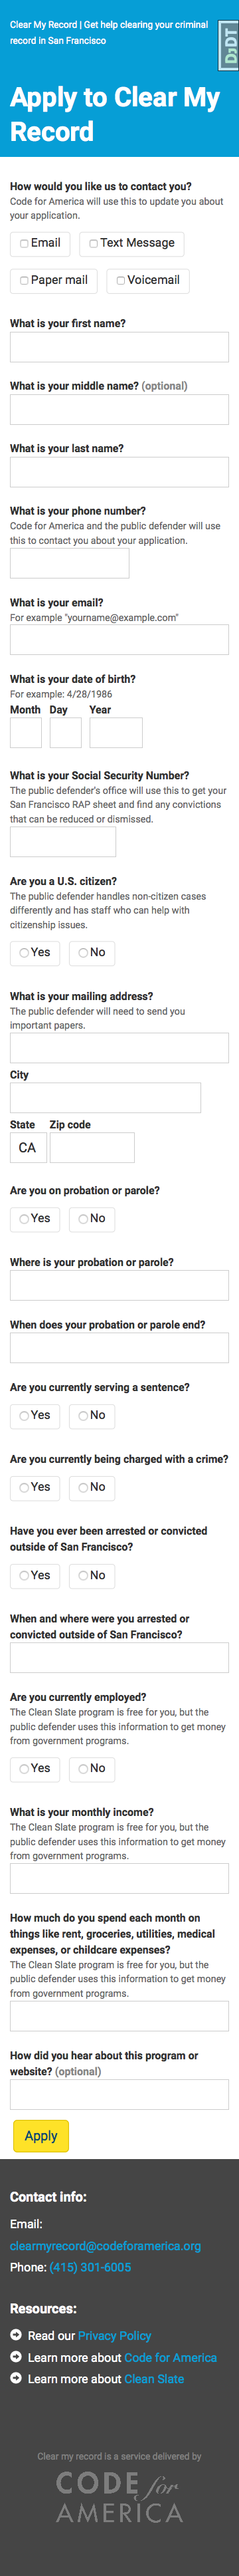 Clear My Record | Get help clearing your criminal
record in San Francisco
DjDT
Apply to Clear My
Record
How would you like us to contact you?
Code for America will use this to update you about
your application.
Email Text Message
Paper mail Voicemail
What is your first name?
What is your middle name? (optional)
What is your last name?
What is your phone number?
Code for America and the public defender will use
this to contact you about your application.
What is your email?
For example "yourname@example.com"
What is your date of birth?
For example: 4/28/1986
Month Day Year
What is your Social Security Number?
The public defender's office will use this to get your
San Francisco RAP sheet and find any convictions
that can be reduced or dismissed.
Are you a U.S. citizen?
The public defender handles non-citizen cases
differently and has staff who can help with
citizenship issues.
Yes No
What is your mailing address?
The public defender will need to send you
important papers.
City
State Zip code
CA
Are you on probation or parole?
Yes No
Where is your probation or parole?
When does your probation or parole end?
Are you currently serving a sentence?
Yes No
Are you currently being charged with a crime?
Yes No
Have you ever been arrested or convicted
outside of San Francisco?
Yes No
When and where were you arrested or
convicted outside of San Francisco?
Are you currently employed?
The Clean Slate program is free for you, but the
public defender uses this information to get money
from government programs.
Yes No
What is your monthly income?
The Clean Slate program is free for you, but the
public defender uses this information to get money
from government programs.
How much do you spend each month on
things like rent, groceries, utilities, medical
expenses, or childcare expenses?
The Clean Slate program is free for you, but the
public defender uses this information to get money
from government programs.
How did you hear about this program or
website? (optional)
Apply
Contact info:
Email:
clearmyrecord@codeforamerica.org
Phone: (415) 301-6005
Resources:
Read our Privacy Policy
Learn more about Code for America
Learn more about Clean Slate
Clear my record is a service delivered by
CODE for
AMERICA